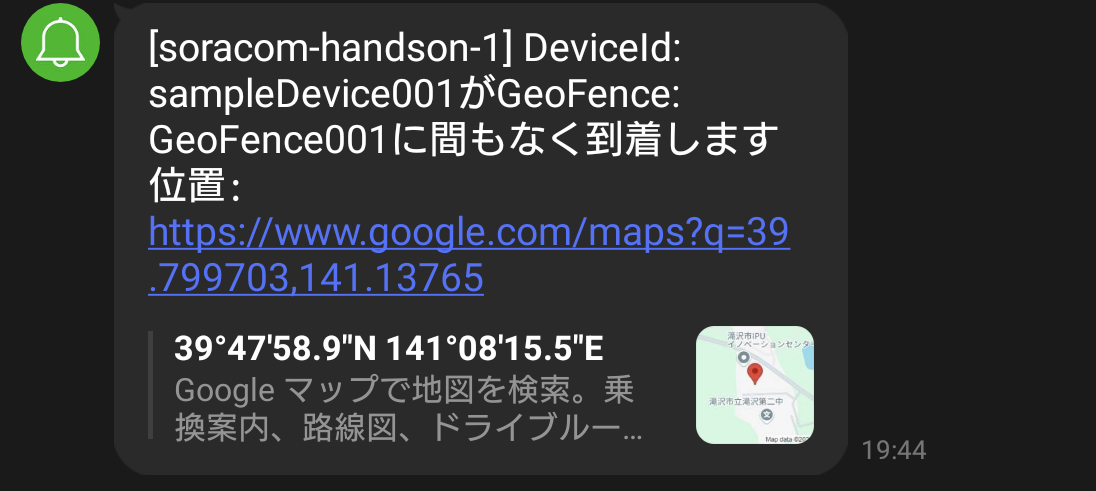 [soracom-handson-1] DeviceId:
sampleDevice001がGeoFence:
GeoFence001に間もなく到着します
位置:
https://www.google.com/maps?q=39
.799703,141.13765
39°47'58.9"N 141°08'15.5"E
Google マップで地図を検索。乗
換案内、路線図、ドライブルー...
滝沢市IPU
イノベーションセンタ
滝沢市立滝沢第二中
Map data ©202
19:44